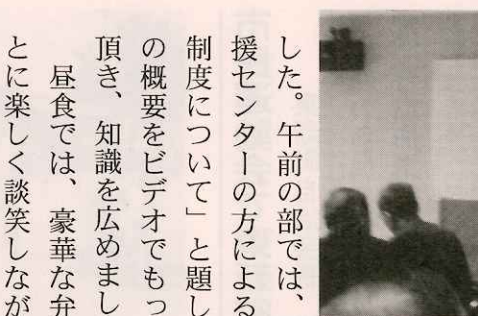 した。午前の部では、
援センターの方による
制度について」と題し
の概要をビデオでもっ
頂き、知識を広めまし
昼食では、豪華な弁
とに楽しく談笑しなが